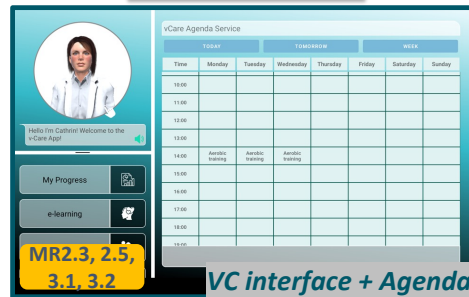 vCare Agenda Service
TODAY TOMORROW WEEK
Time Monday Tuesday Wednesday Thursday Friday Saturday Sunday
10:00
11:00
12:00
13:00
14:00 Aerobic training Aerobic training Aerobic training
15:00
16:00
17:00
18:00
19:00
Hello I'm Cathrin! Welcome to the
v-Care App!
My Progress
e-learning
MR2.3, 2.5,
3.1, 3.2
VC interface + Agenda